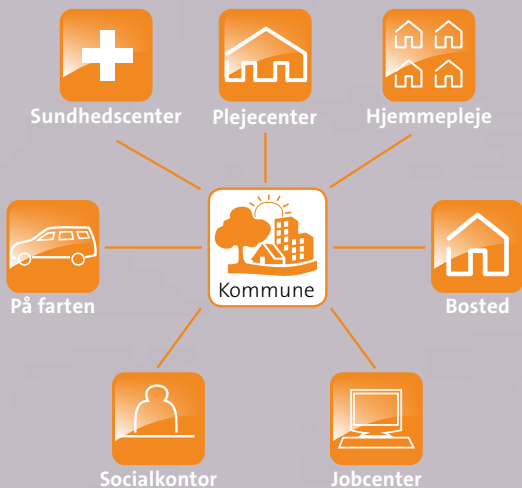 Sundhedscenter
Plejecenter
Hjemmepleje
På farten
Kommune
Bosted
Socialkontor
Jobcenter